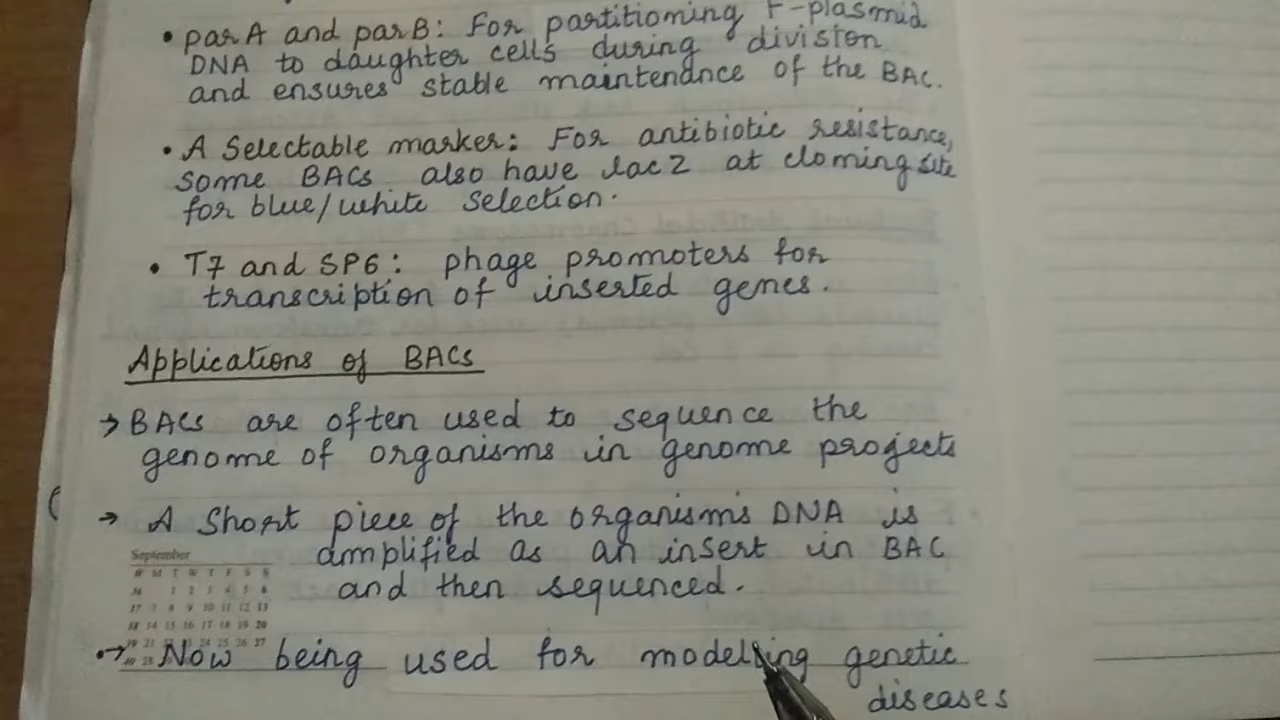 • parA and parB: For partitioning F-plasmid
DNA to daughter cells during division
and ensures stable maintenance of the BAC.
• A Selectable marker: For antibiotic resistance,
some BACs also have lacZ at cloming site
for blue/white selection.
• T7 and SP6: phage promoters for
transcription of inserted genes.
Applications of BACs
→ BACs are often used to sequence the
genome of organisms in genome projects
→ A Short piece of the organism's DNA is
amplified as an insert in BAC
and then sequenced.
September
→ Now being used for modelling genetic
diseases